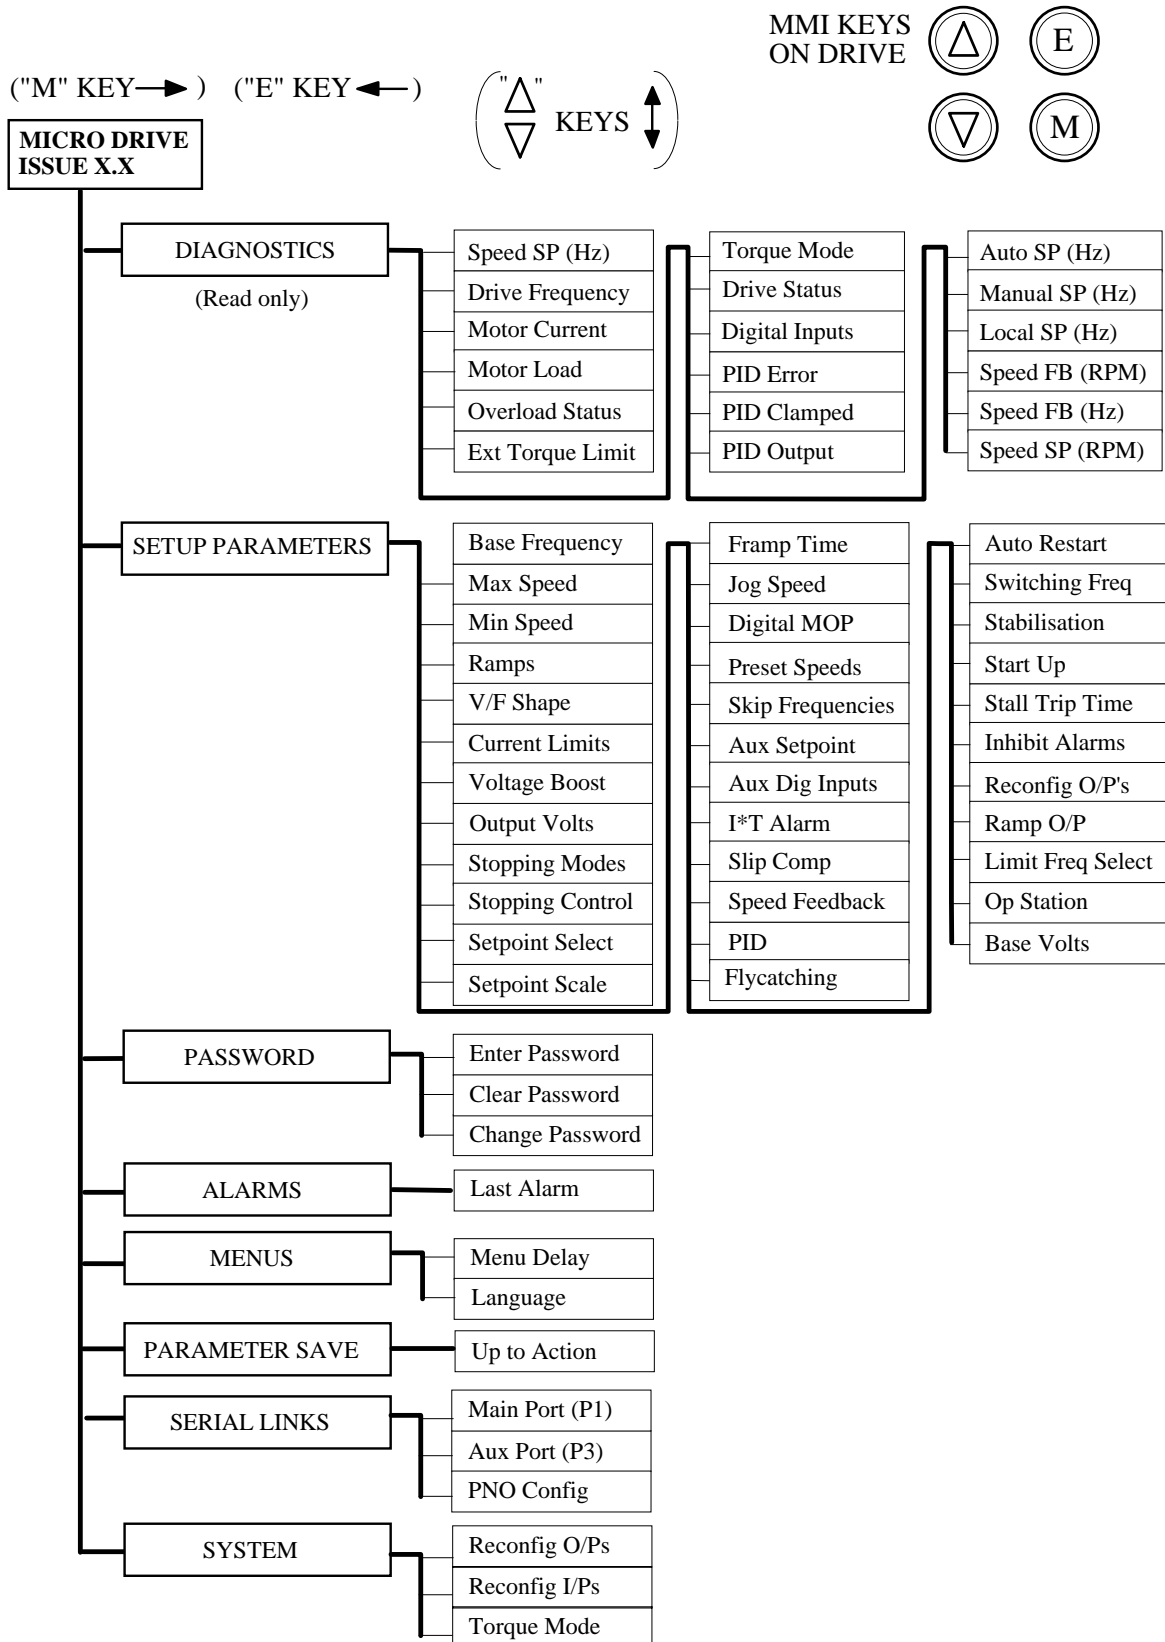 MMI KEYS
ON DRIVE
E
M
("M" KEY ) ("E" KEY )
" "
KEYS
MICRO DRIVE
ISSUE X.X
DIAGNOSTICS
(Read only)
Speed SP (Hz)
Drive Frequency
Motor Current
Motor Load
Overload Status
Ext Torque Limit
Torque Mode
Drive Status
Digital Inputs
PID Error
PID Clamped
PID Output
Auto SP (Hz)
Manual SP (Hz)
Local SP (Hz)
Speed FB (RPM)
Speed FB (Hz)
Speed SP (RPM)
SETUP PARAMETERS
Base Frequency
Max Speed
Min Speed
Ramps
V/F Shape
Current Limits
Voltage Boost
Output Volts
Stopping Modes
Stopping Control
Setpoint Select
Setpoint Scale
Framp Time
Jog Speed
Digital MOP
Preset Speeds
Skip Frequencies
Aux Setpoint
Aux Dig Inputs
I*T Alarm
Slip Comp
Speed Feedback
PID
Flycatching
Auto Restart
Switching Freq
Stabilisation
Start Up
Stall Trip Time
Inhibit Alarms
Reconfig O/P's
Ramp O/P
Limit Freq Select
Op Station
Base Volts
PASSWORD
Enter Password
Clear Password
Change Password
ALARMS
Last Alarm
MENUS
Menu Delay
Language
PARAMETER SAVE
Up to Action
SERIAL LINKS
Main Port (P1)
Aux Port (P3)
PNO Config
SYSTEM
Reconfig O/Ps
Reconfig I/Ps
Torque Mode